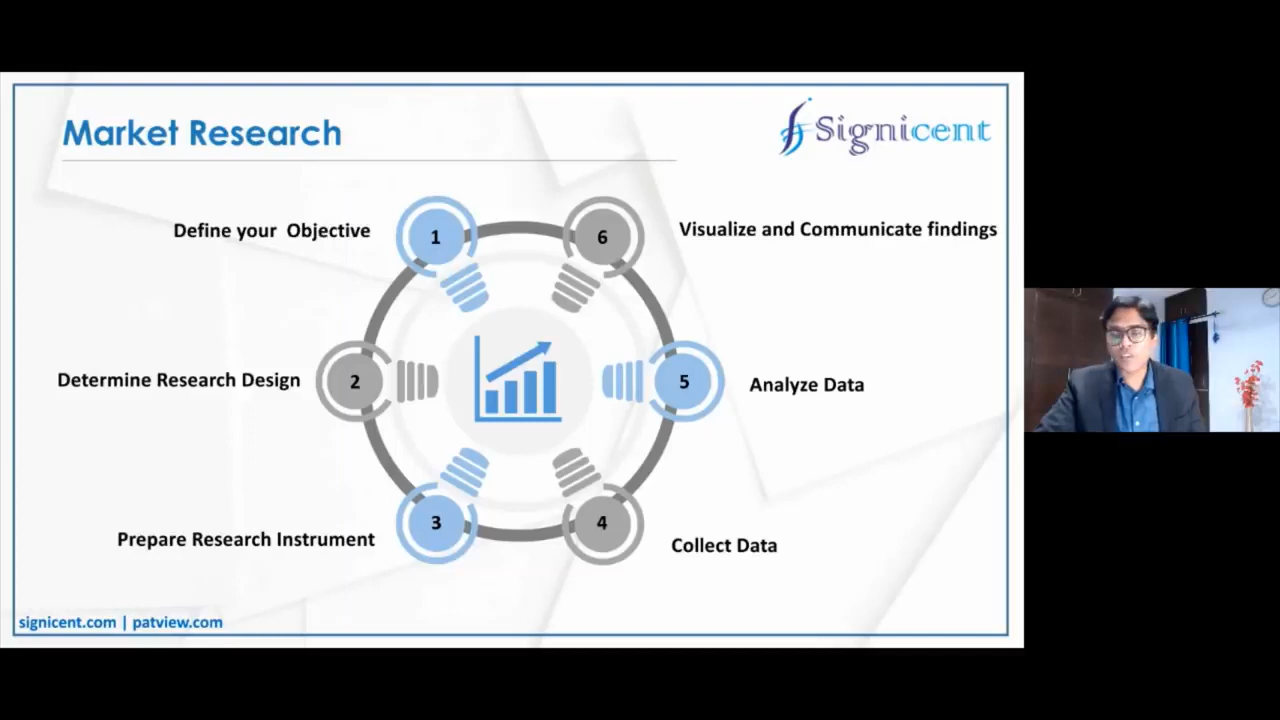 Market Research
Signicent
Define your Objective
1
6
Visualize and Communicate findings
Determine Research Design
2
5
Analyze Data
Prepare Research Instrument
3
4
Collect Data
signicent.com | patview.com